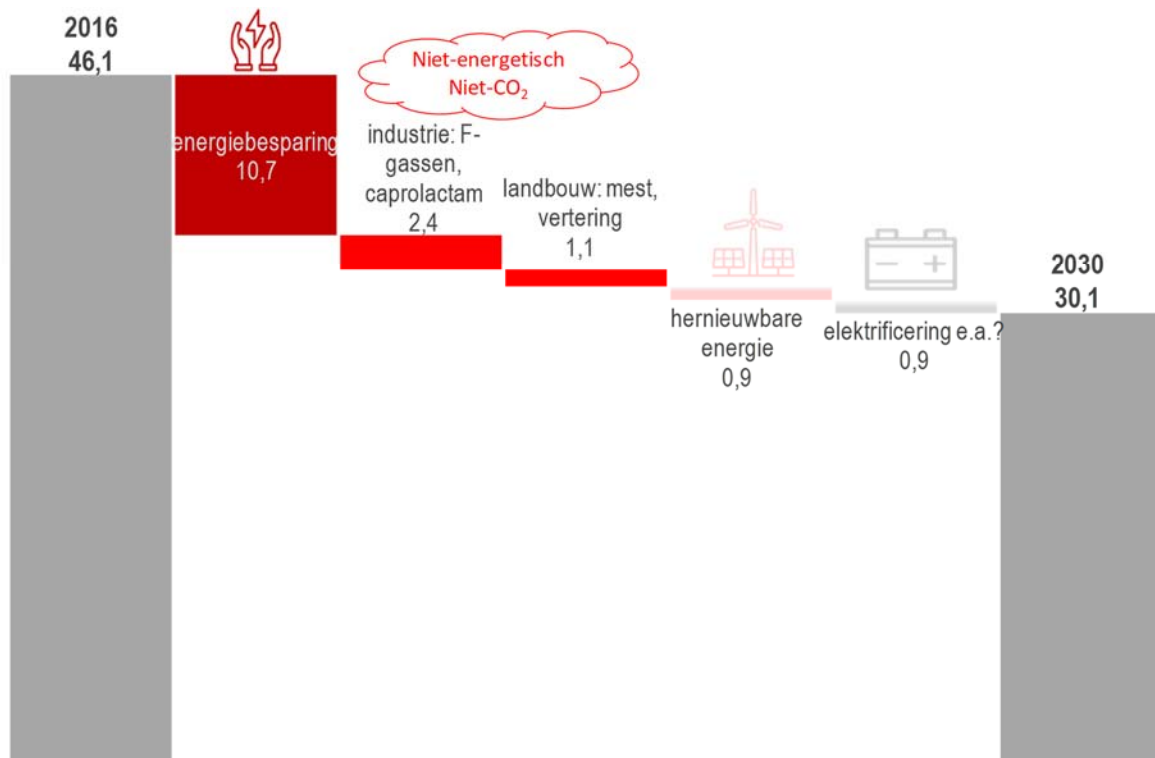 2016
46,1
energiebesparing
10,7
Niet-energetisch
Niet-CO₂
industrie: F-
gassen,
caprolactam
2,4
landbouw: mest,
vertering
1,1
hernieuwbare
energie
0,9
elektrificering e.a.?
0,9
2030
30,1